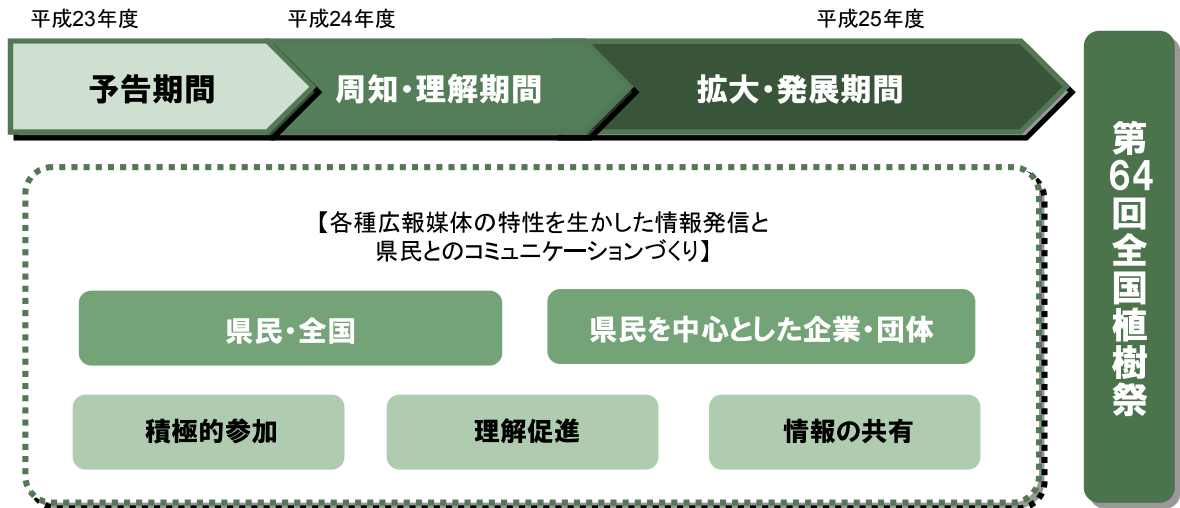 平成23年度
平成24年度
平成25年度
予告期間
周知・理解期間
拡大・発展期間
【各種広報媒体の特性を生かした情報発信と
県民とのコミュニケーションづくり】
県民・全国
県民を中心とした企業・団体
積極的参加
理解促進
情報の共有
第64回全国植樹祭